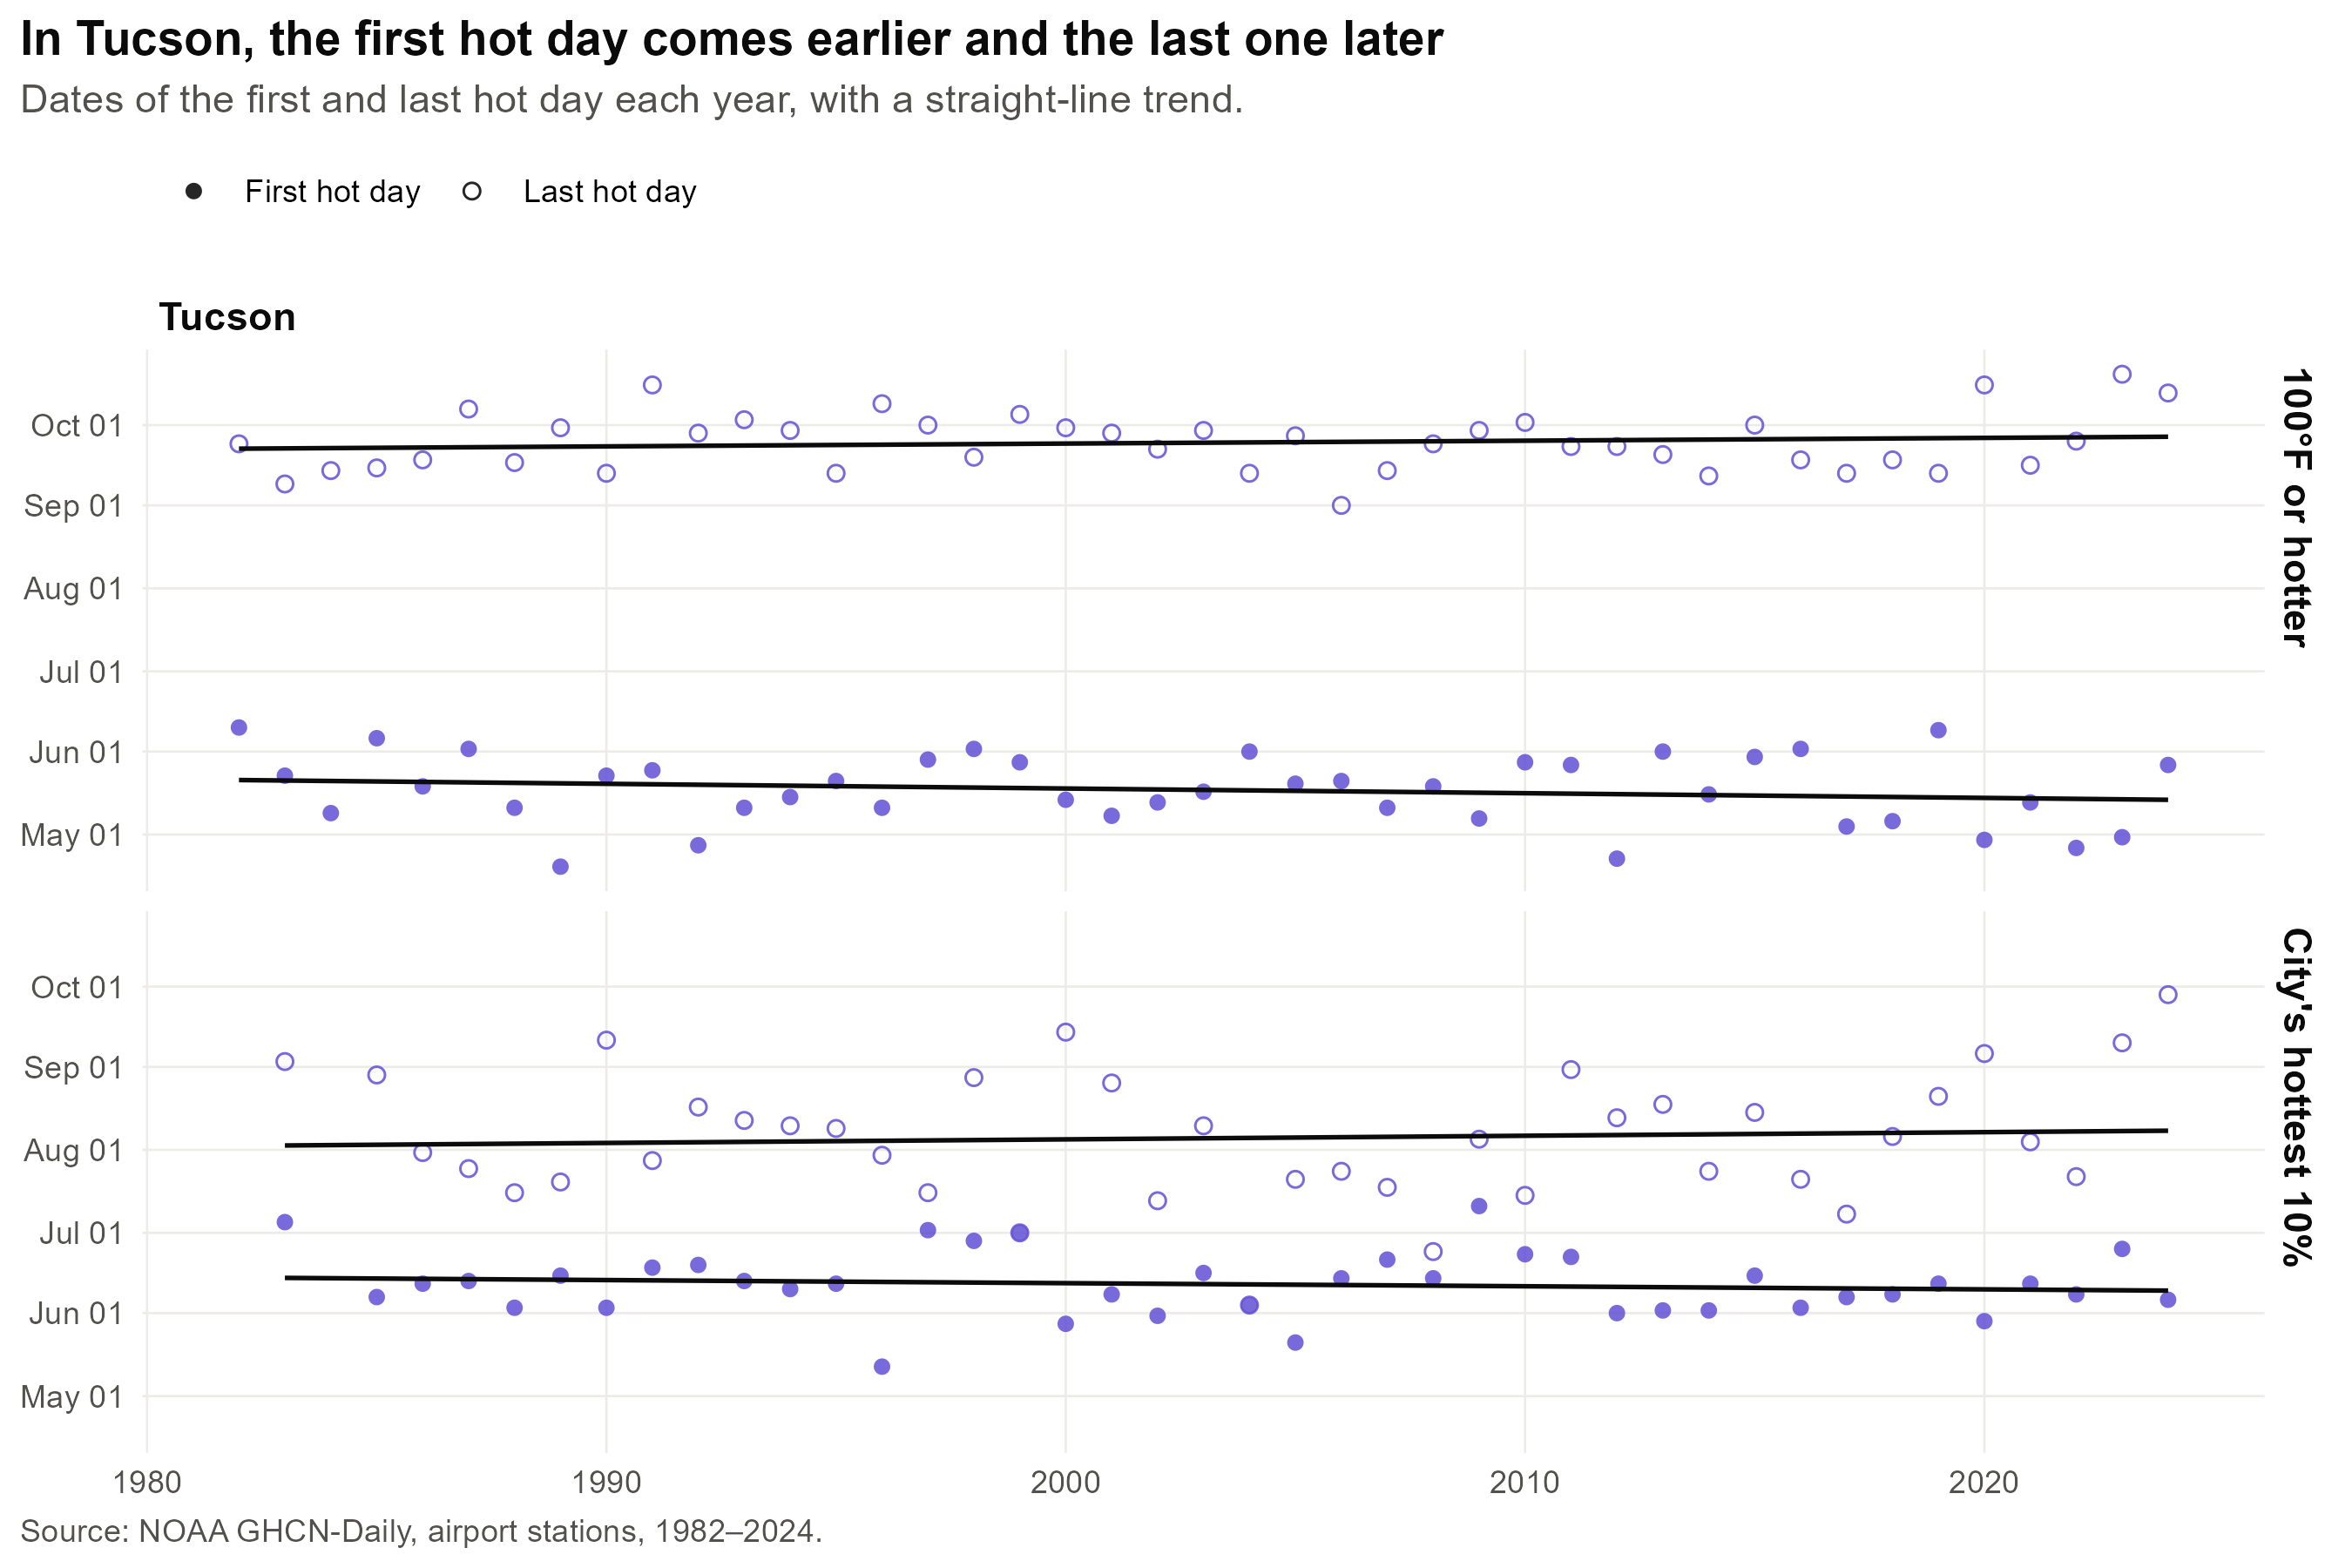 In Tucson, the first hot day comes earlier and the last one later
Dates of the first and last hot day each year, with a straight-line trend.
First hot day
Last hot day
Tucson
100°F or hotter
Oct 01
Sep 01
Aug 01
Jul 01
Jun 01
May 01
City's hottest 10%
Oct 01
Sep 01
Aug 01
Jul 01
Jun 01
May 01
1980
1990
2000
2010
2020
Source: NOAA GHCN-Daily, airport stations, 1982–2024.